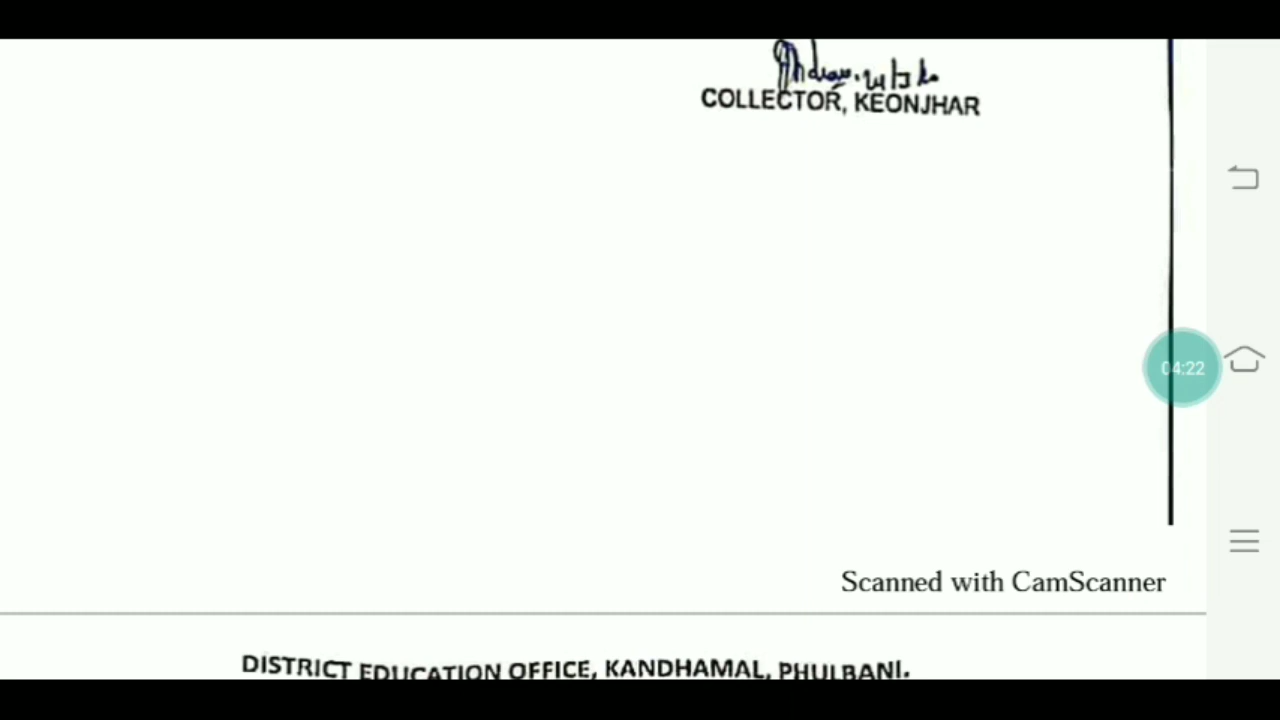 COLLECTOR, KEONJHAR
04:22
Scanned with CamScanner
DISTRICT EDUCATION OFFICE, KANDHAMAL, PHULBANI.